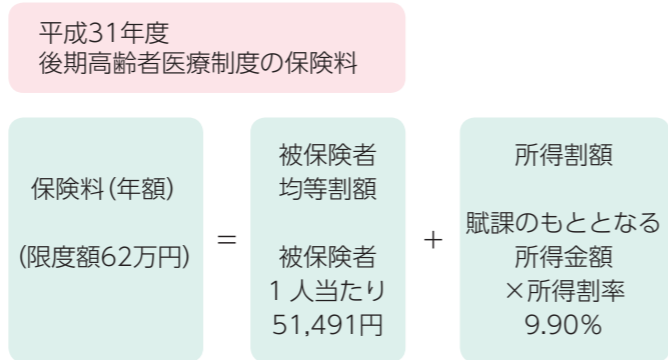 平成31年度
後期高齢者医療制度の保険料
保険料(年額)
(限度額62万円)
=
被保険者
均等割額
被保険者
1人当たり
51,491円
+
所得割額
賦課のもととなる
所得金額
×所得割率
9.90%